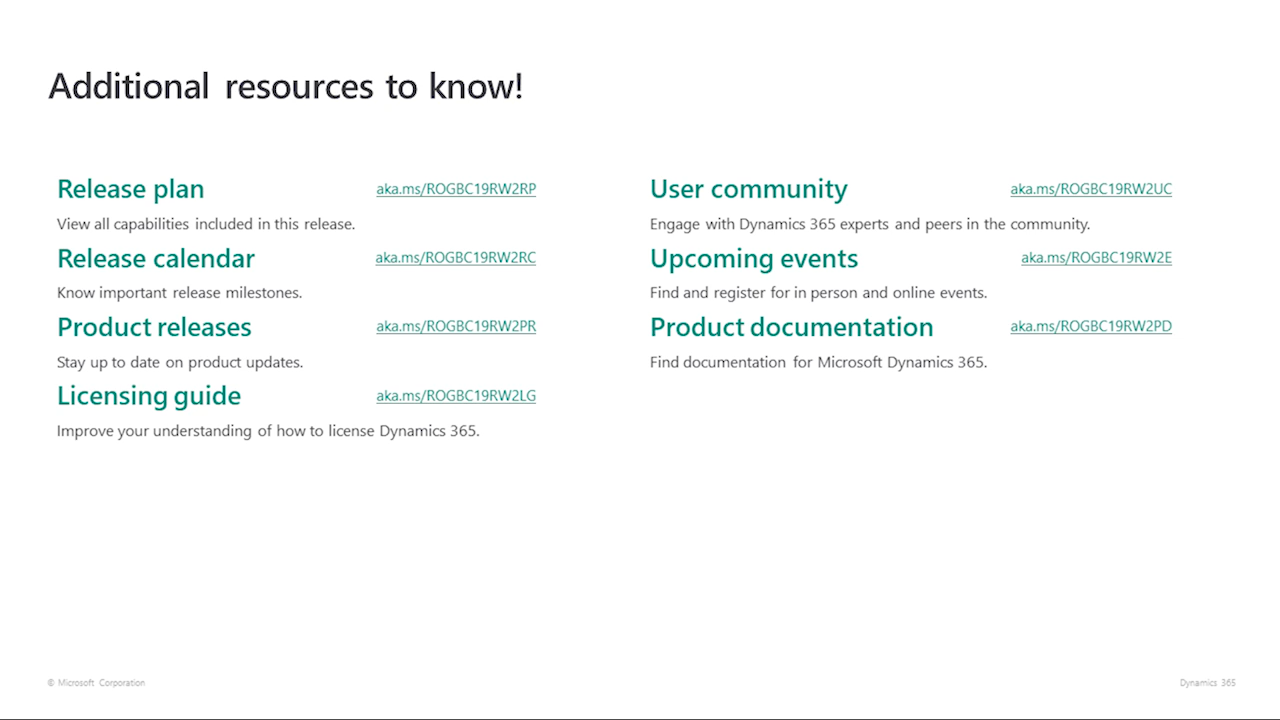 Additional resources to know!
Release plan aka.ms/ROGBC19RW2RP
View all capabilities included in this release.
Release calendar aka.ms/ROGBC19RW2RC
Know important release milestones.
Product releases aka.ms/ROGBC19RW2PR
Stay up to date on product updates.
Licensing guide aka.ms/ROGBC19RW2LG
Improve your understanding of how to license Dynamics 365.
User community aka.ms/ROGBC19RW2UC
Engage with Dynamics 365 experts and peers in the community.
Upcoming events aka.ms/ROGBC19RW2E
Find and register for in person and online events.
Product documentation aka.ms/ROGBC19RW2PD
Find documentation for Microsoft Dynamics 365.
© Microsoft Corporation
Dynamics 365